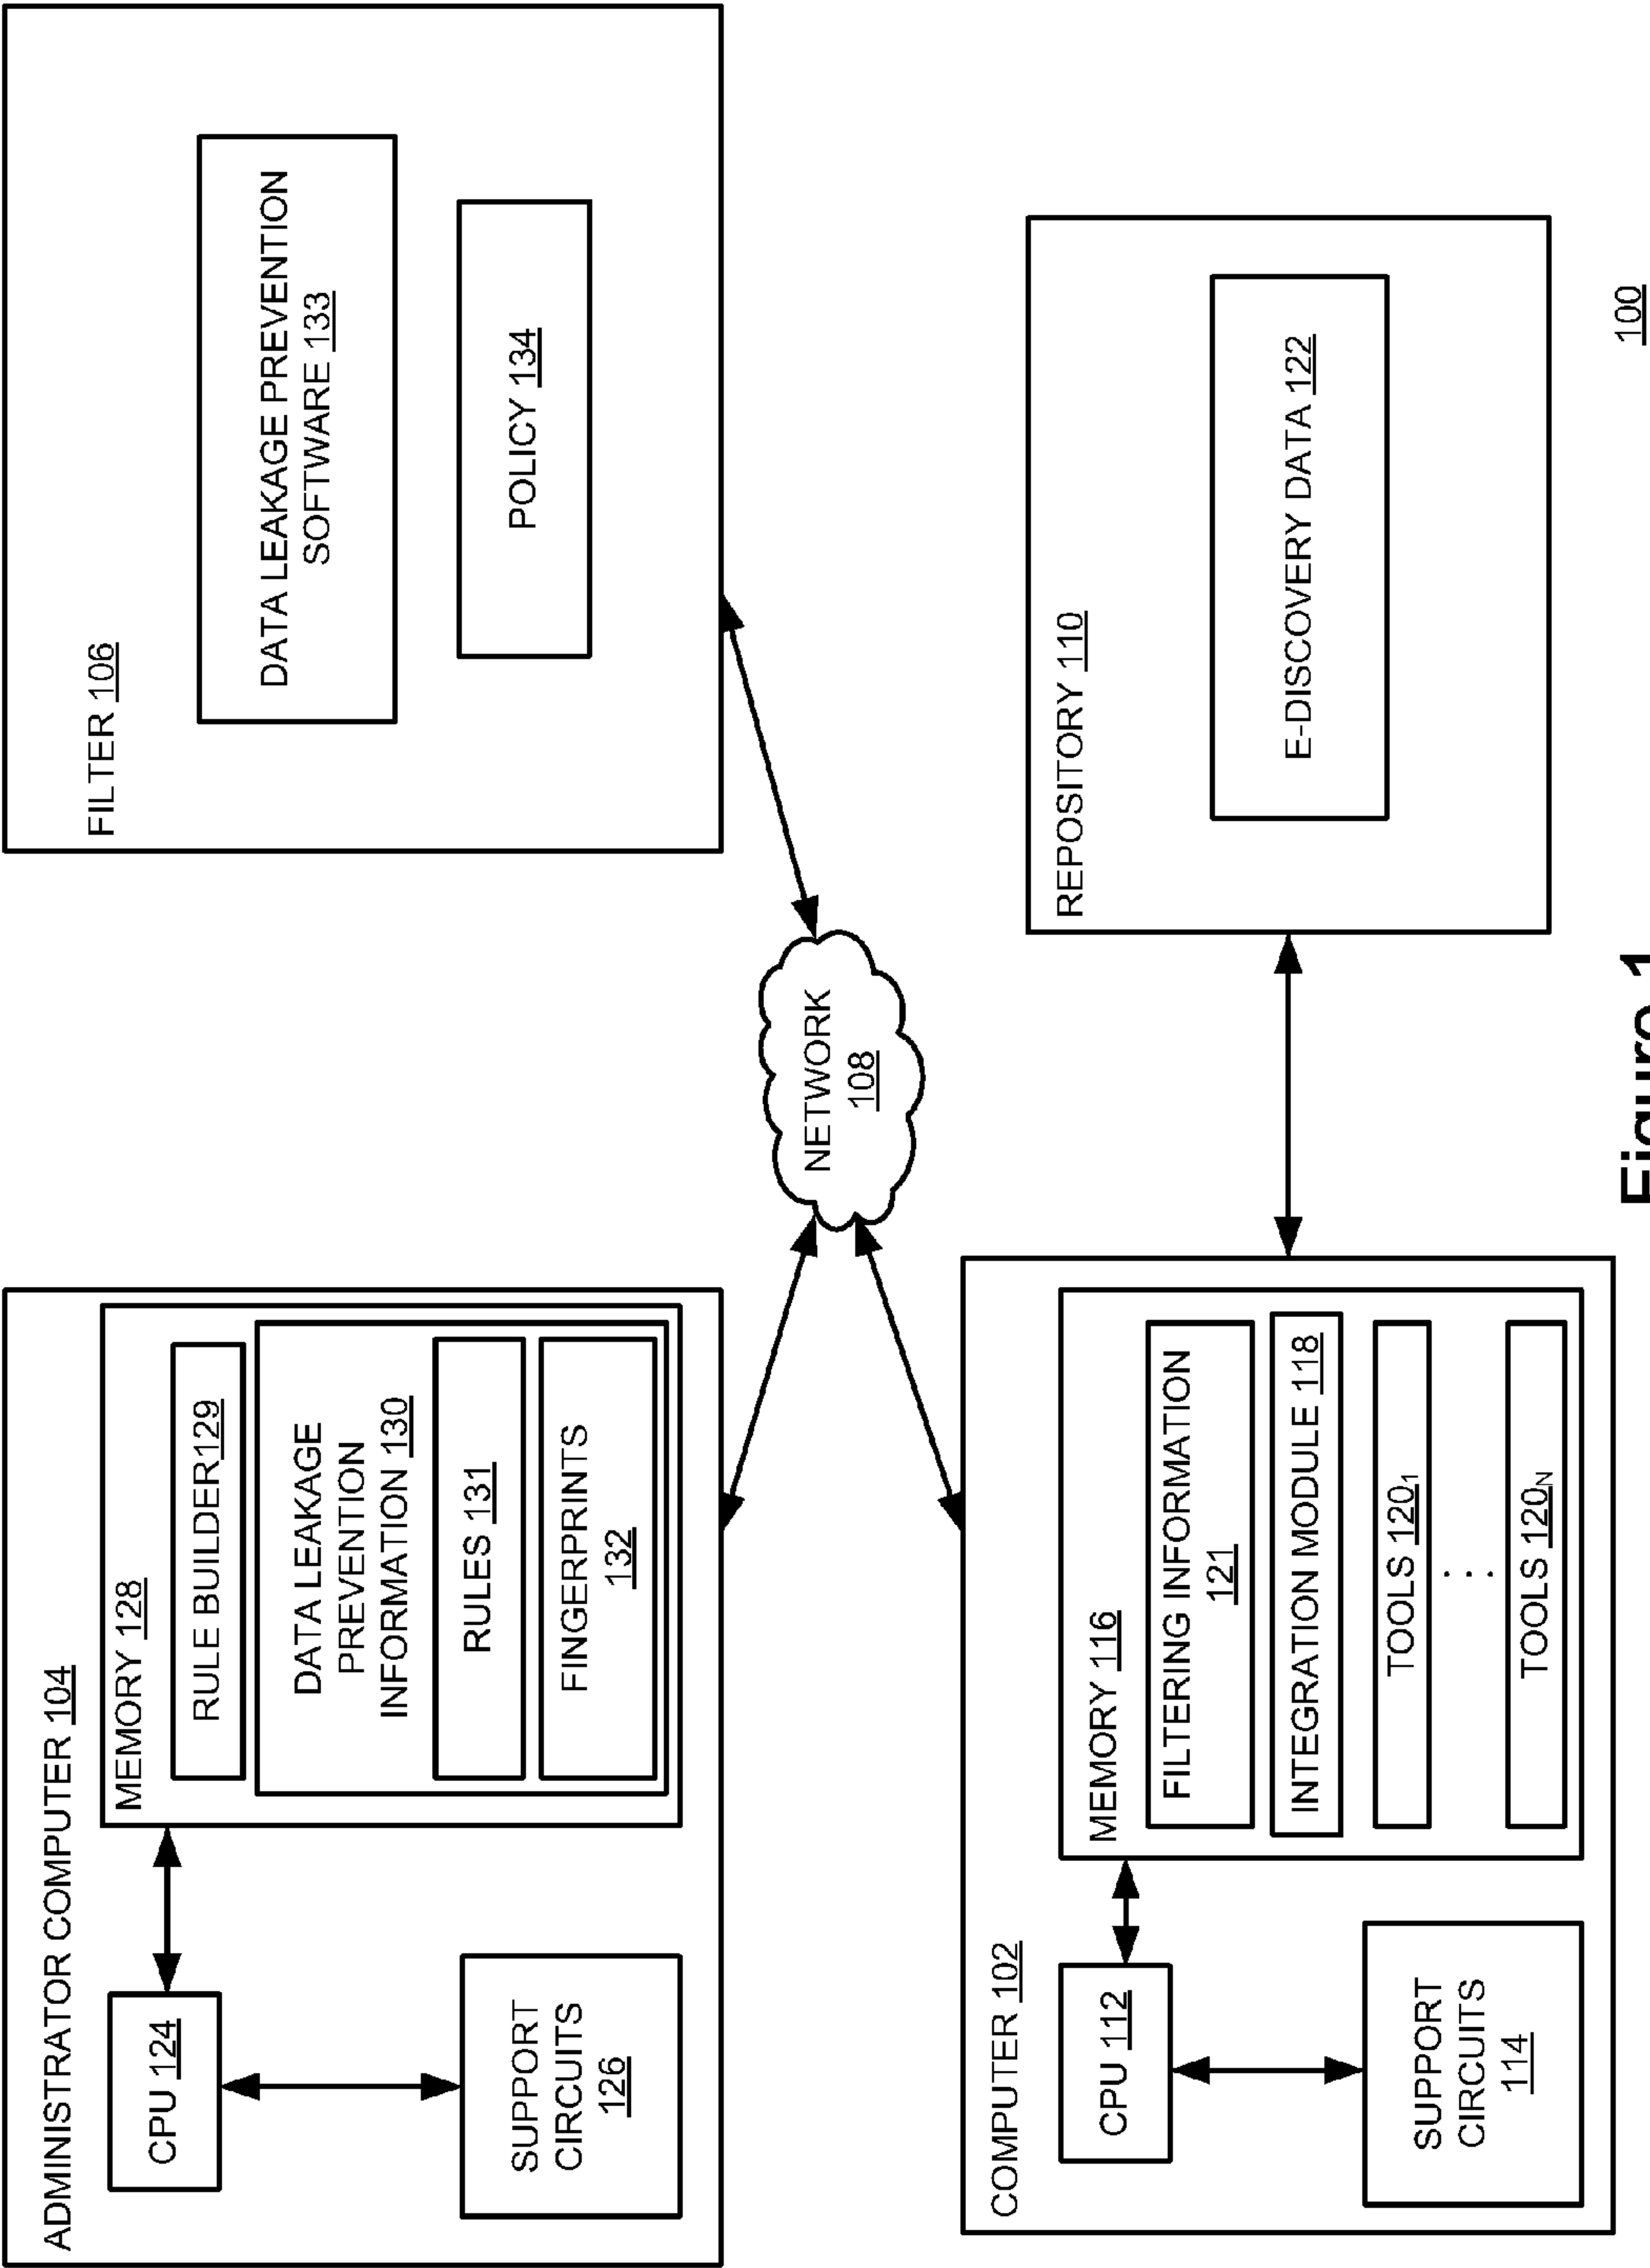 ADMINISTRATOR COMPUTER 104
CPU 124
SUPPORT
CIRCUITS
126
MEMORY 128
RULE BUILDER129
DATA LEAKAGE
PREVENTION
INFORMATION 130
RULES 131
FINGERPRINTS
132
FILTER 106
DATA LEAKAGE PREVENTION
SOFTWARE 133
POLICY 134
NETWORK
108
COMPUTER 102
CPU 112
SUPPORT
CIRCUITS
114
MEMORY 116
FILTERING INFORMATION
121
INTEGRATION MODULE 118
TOOLS 120₁
. . .
TOOLS 120N
REPOSITORY 110
E-DISCOVERY DATA 122
100
Figure 1